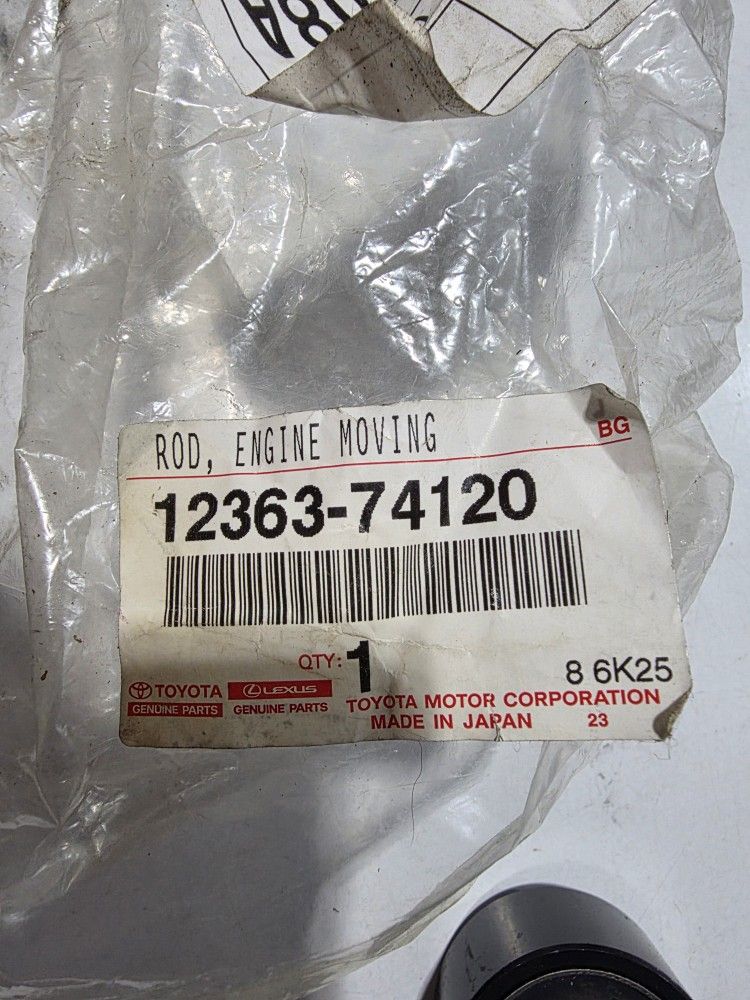 ROD, ENGINE MOVING
BG
12363-74120
QTY: 1
8 6K25
TOYOTA
GENUINE PARTS
LEXUS
GENUINE PARTS
TOYOTA MOTOR CORPORATION
MADE IN JAPAN 23